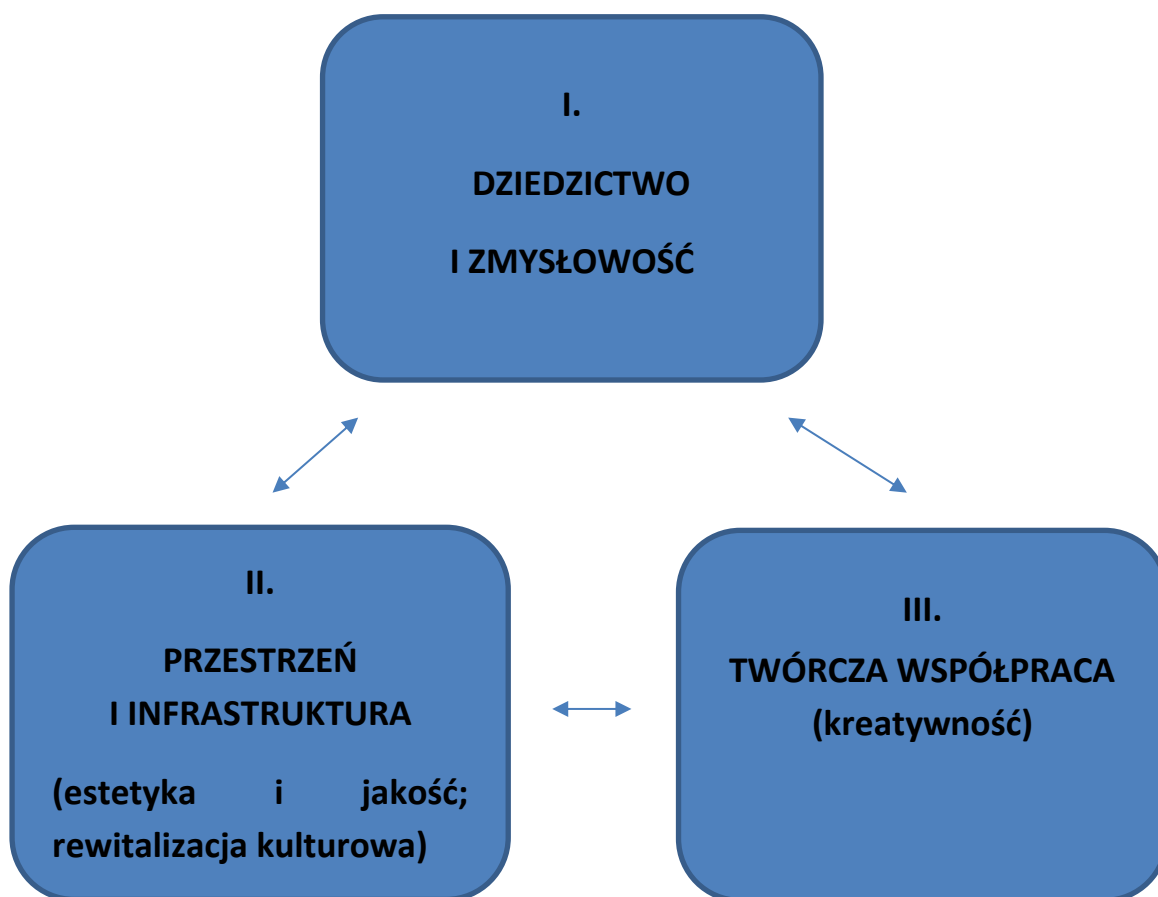 I.
DZIEDZICTWO
I ZMYSŁOWOŚĆ
II.
PRZESTRZEŃ
I INFRASTRUKTURA
(estetyka i jakość;
rewitalizacja kulturowa)
III.
TWÓRCZA WSPÓŁPRACA
(kreatywność)